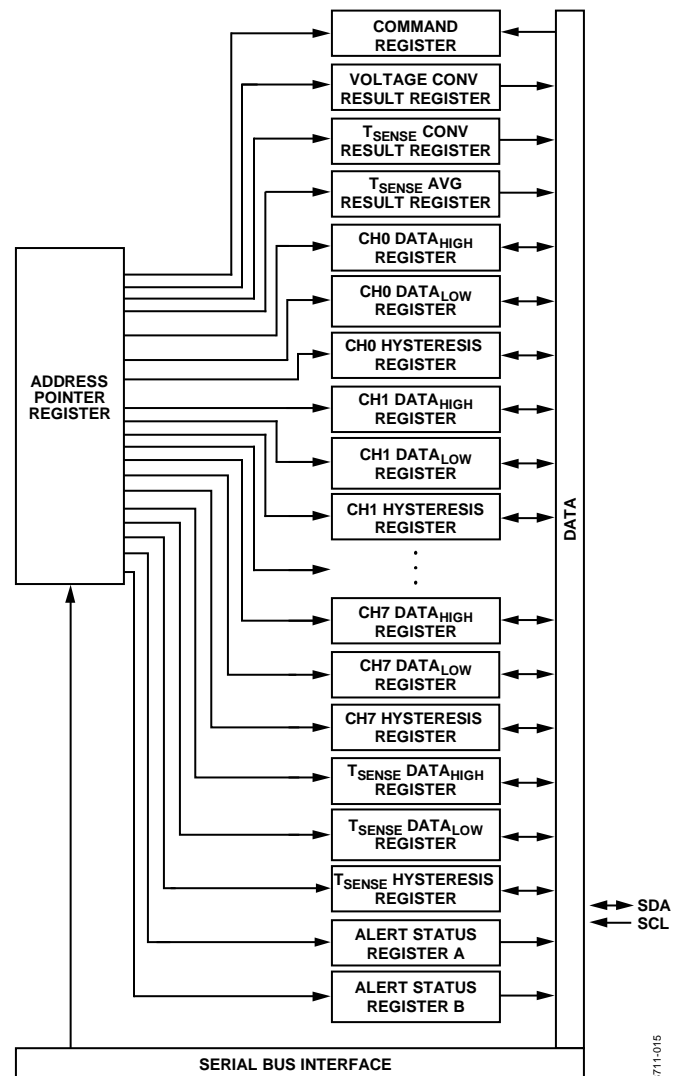 COMMAND
REGISTER
VOLTAGE CONV
RESULT REGISTER
TSENSE CONV
RESULT REGISTER
TSENSE AVG
RESULT REGISTER
CH0 DATAHIGH
REGISTER
CH0 DATALOW
REGISTER
CH0 HYSTERESIS
REGISTER
ADDRESS
POINTER
REGISTER
CH1 DATAHIGH
REGISTER
CH1 DATALOW
REGISTER
CH1 HYSTERESIS
REGISTER
DATA
CH7 DATAHIGH
REGISTER
CH7 DATALOW
REGISTER
CH7 HYSTERESIS
REGISTER
TSENSE DATAHIGH
REGISTER
TSENSE DATALOW
REGISTER
TSENSE HYSTERESIS
REGISTER
SDA
SCL
ALERT STATUS
REGISTER A
ALERT STATUS
REGISTER B
SERIAL BUS INTERFACE